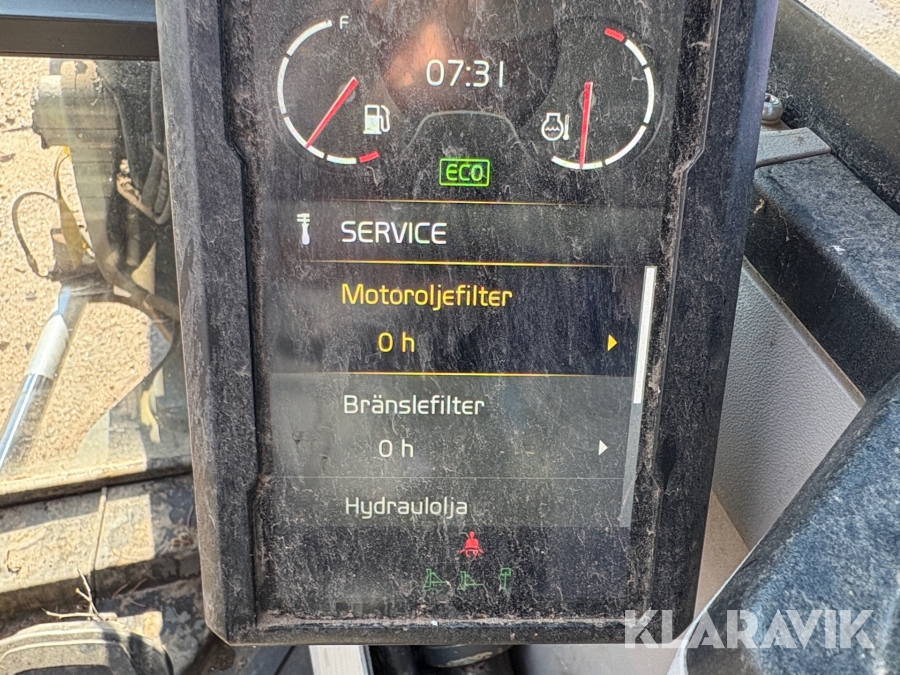 F
07:31
ECO
SERVICE
Motoroljefilter
0 h
Bränslefilter
0 h
Hydraulolja
KLARAVIK